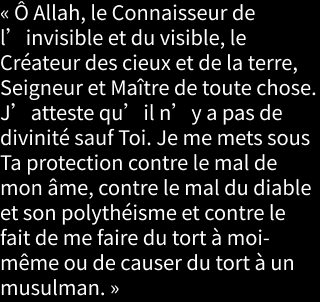 « Ô Allah, le Connaisseur de
l’invisible et du visible, le
Créateur des cieux et de la terre,
Seigneur et Maître de toute chose.
J’atteste qu’il n’y a pas de
divinité sauf Toi. Je me mets sous
Ta protection contre le mal de
mon âme, contre le mal du diable
et son polythéisme et contre le
fait de me faire du tort à moi-
même ou de causer du tort à un
musulman. »